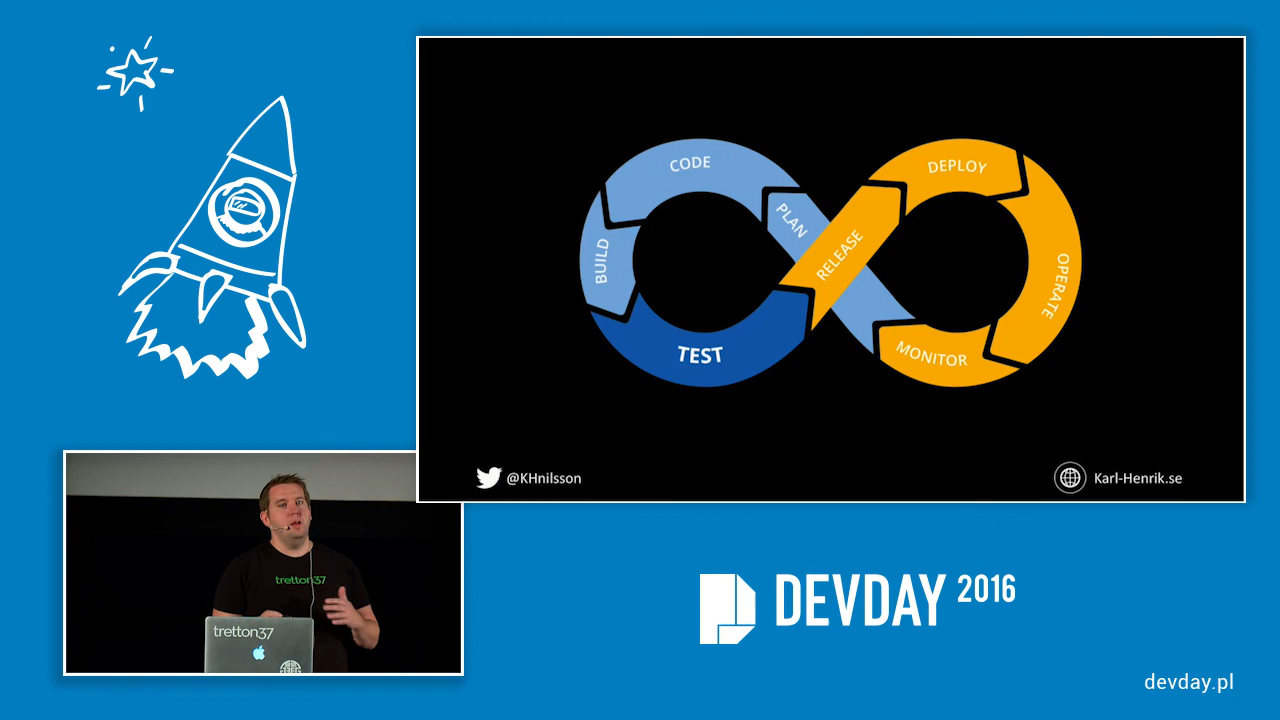 CODE
DEPLOY
PLAN
BUILD
RELEASE
OPERATE
TEST
MONITOR
@KHnilsson
Karl-Henrik.se
tretton37
tretton37
DEVDAY 2016
devday.pl